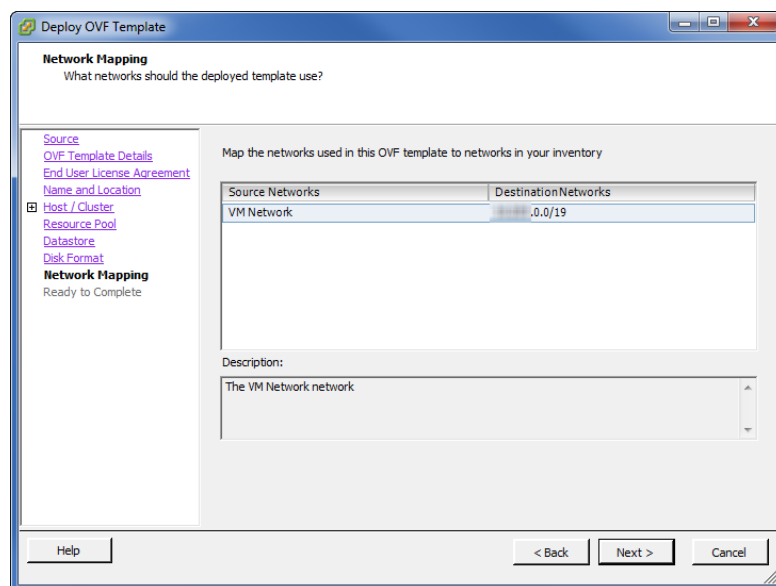 Deploy OVF Template
Network Mapping
What networks should the deployed template use?
Source
OVF Template Details
End User License Agreement
Name and Location
Host / Cluster
Resource Pool
Datastore
Disk Format
Network Mapping
Ready to Complete
Map the networks used in this OVF template to networks in your inventory
Source Networks DestinationNetworks
VM Network .0.0/19
Description:
The VM Network network
Help < Back Next > Cancel